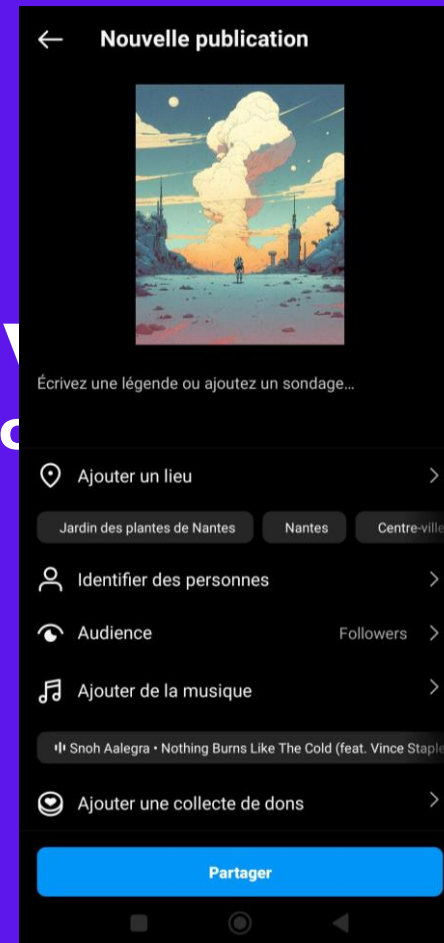 Nouvelle publication
Écrivez une légende ou ajoutez un sondage...
Ajouter un lieu
Jardin des plantes de Nantes
Nantes
Centre-ville
Identifier des personnes
Audience
Followers
Ajouter de la musique
Snoh Aalegra • Nothing Burns Like The Cold (feat. Vince Staple
Ajouter une collecte de dons
Partager